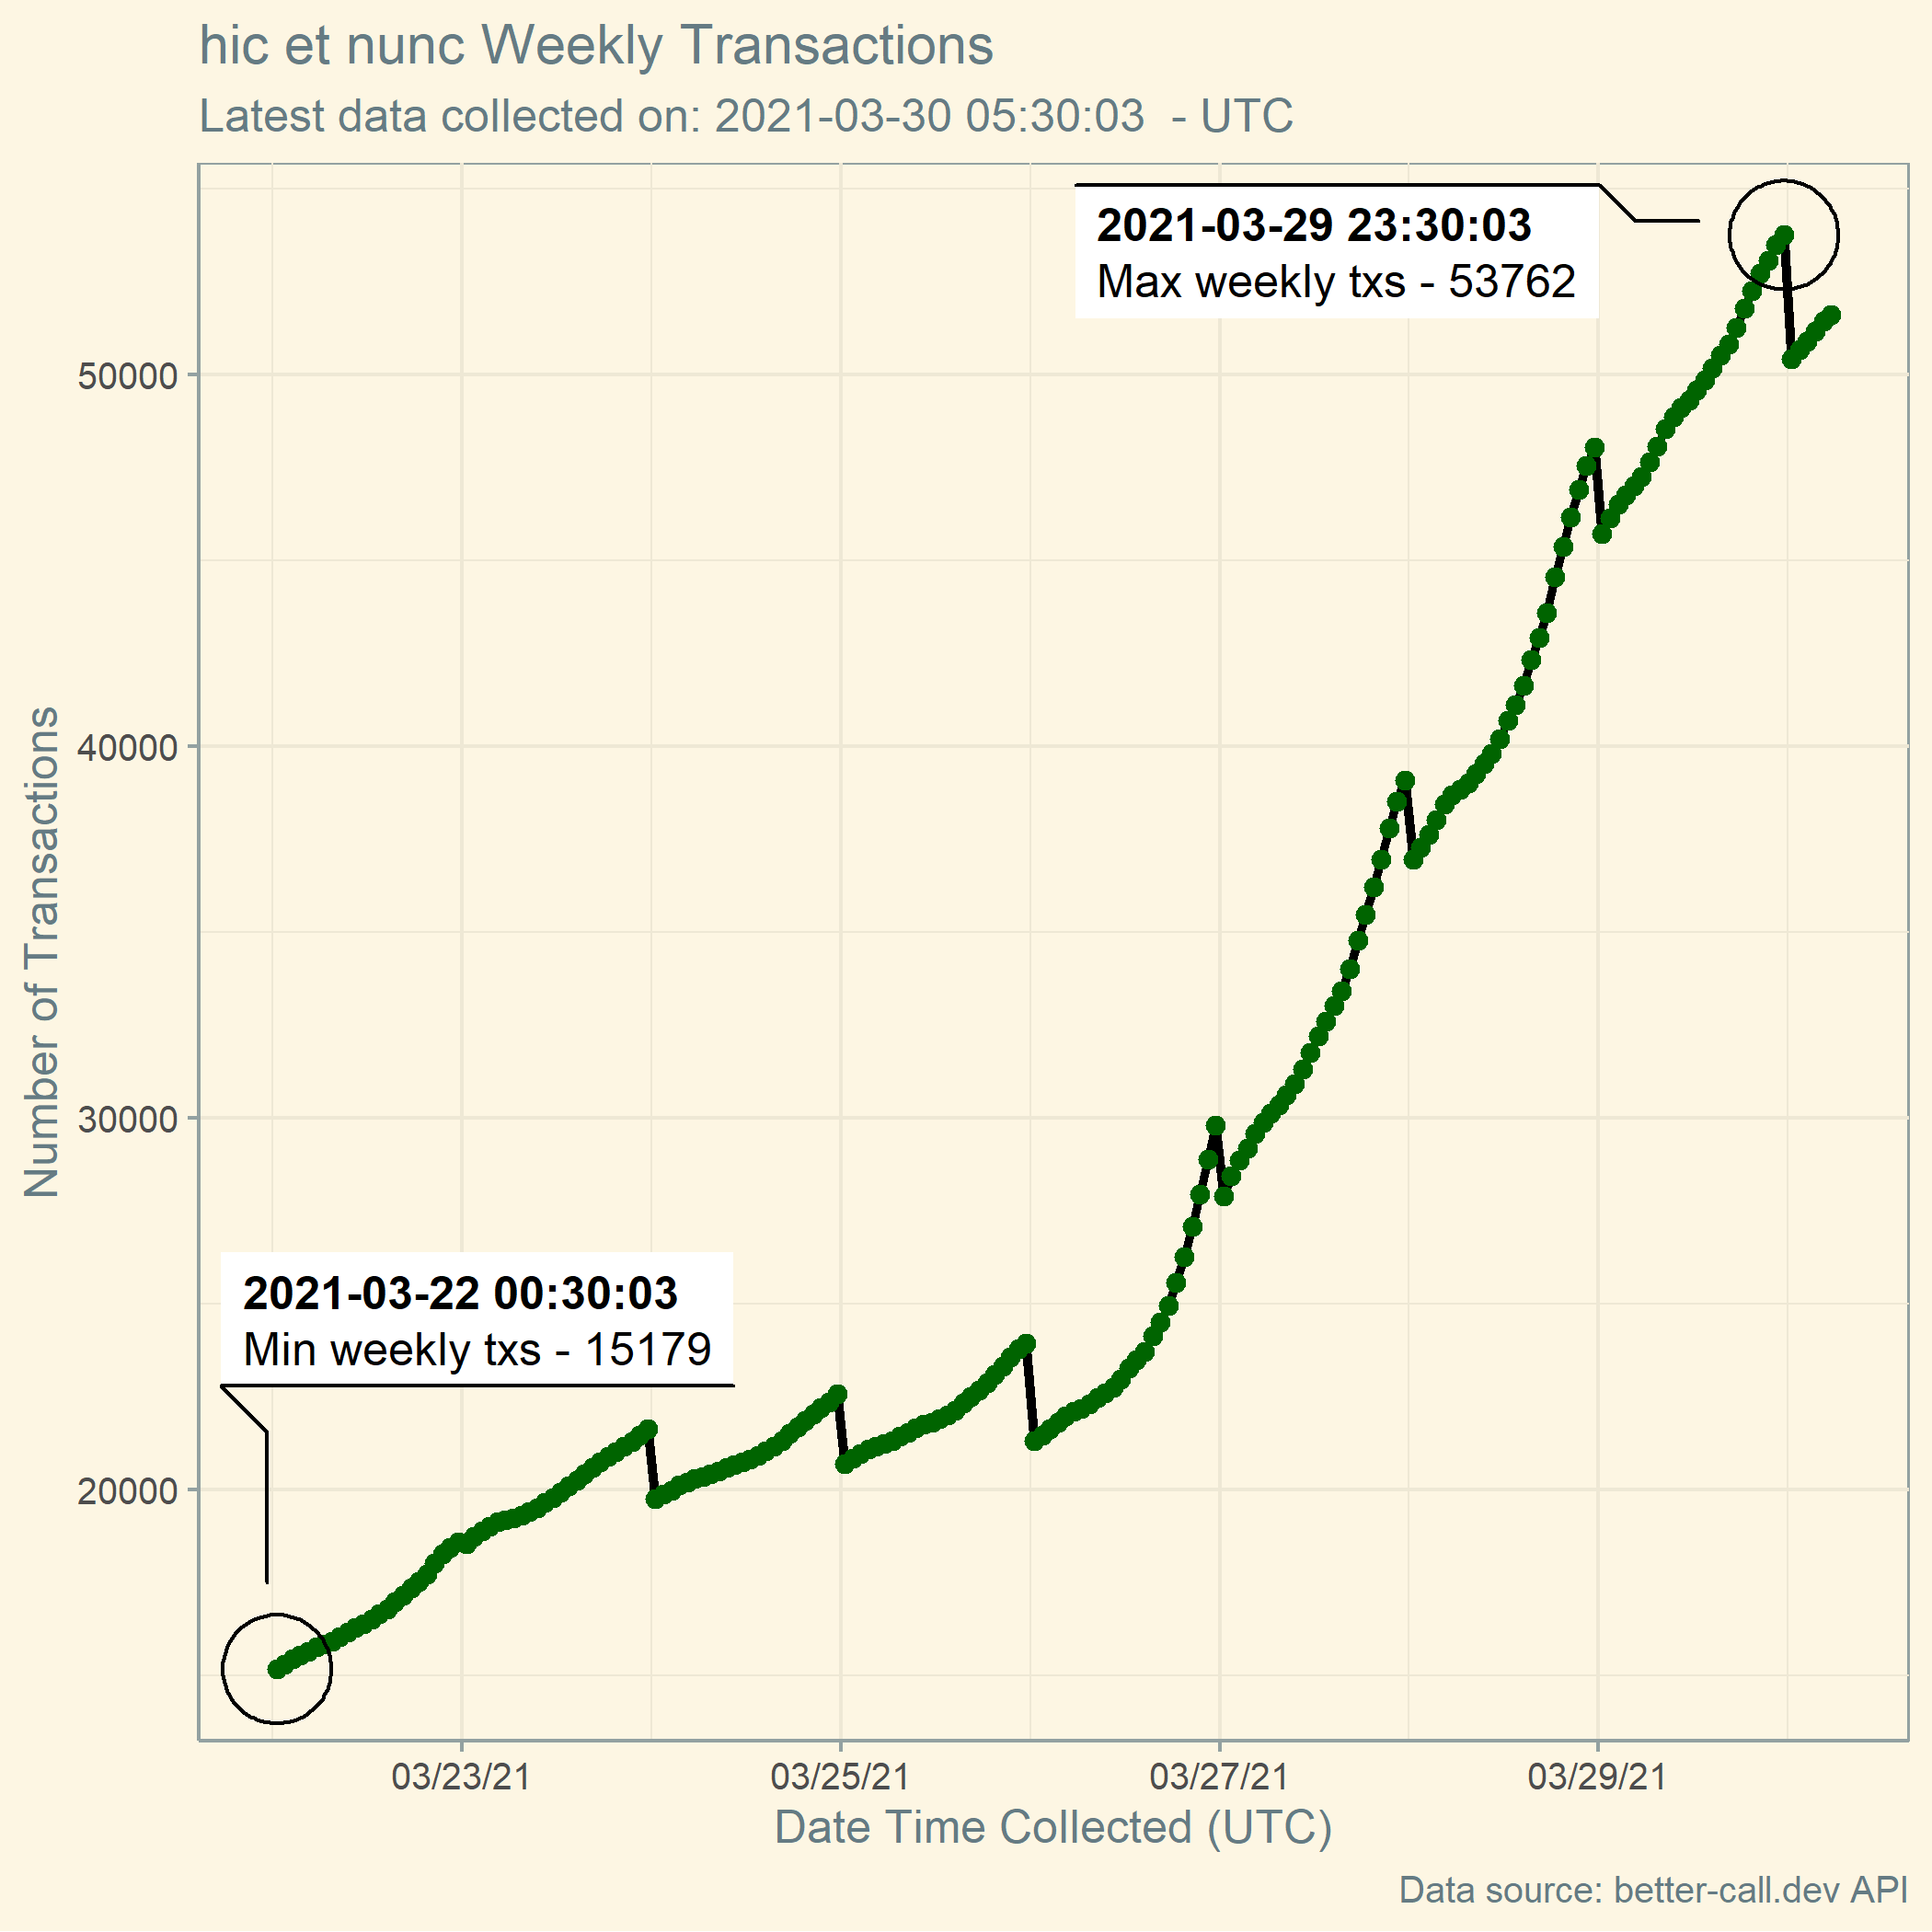 hic et nunc Weekly Transactions
Latest data collected on: 2021-03-30 05:30:03  - UTC
2021-03-29 23:30:03
Max weekly txs - 53762
2021-03-22 00:30:03
Min weekly txs - 15179
Number of Transactions
50000
40000
30000
20000
03/23/21
03/25/21
03/27/21
03/29/21
Date Time Collected (UTC)
Data source: better-call.dev API